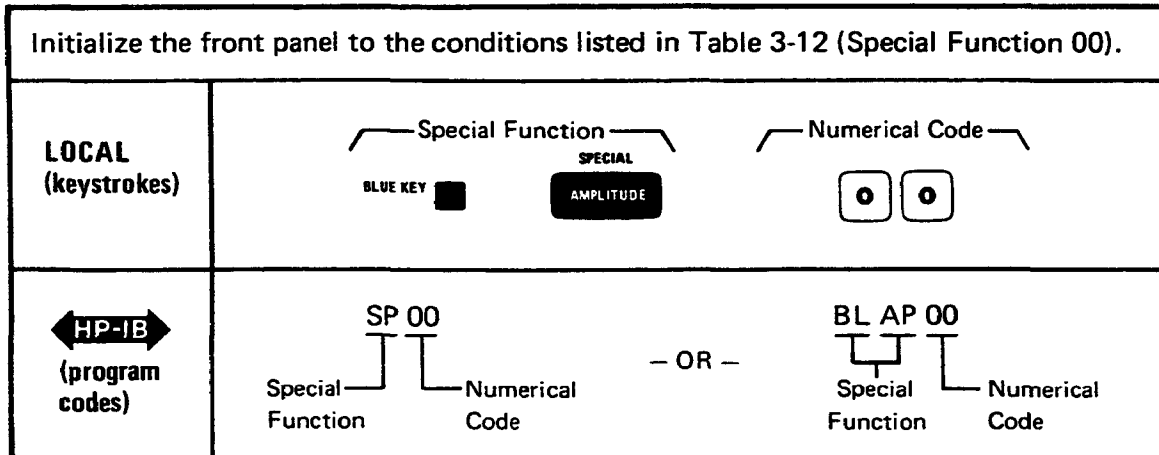 Initialize the front panel to the conditions listed in Table 3-12 (Special Function 00).
LOCAL
(keystrokes)
Special Function
Numerical Code
SPECIAL
BLUE KEY
AMPLITUDE
0 0
HP-IB
(program
codes)
SP 00
Special
Function
Numerical
Code
– OR –
BL AP 00
Special
Function
Numerical
Code